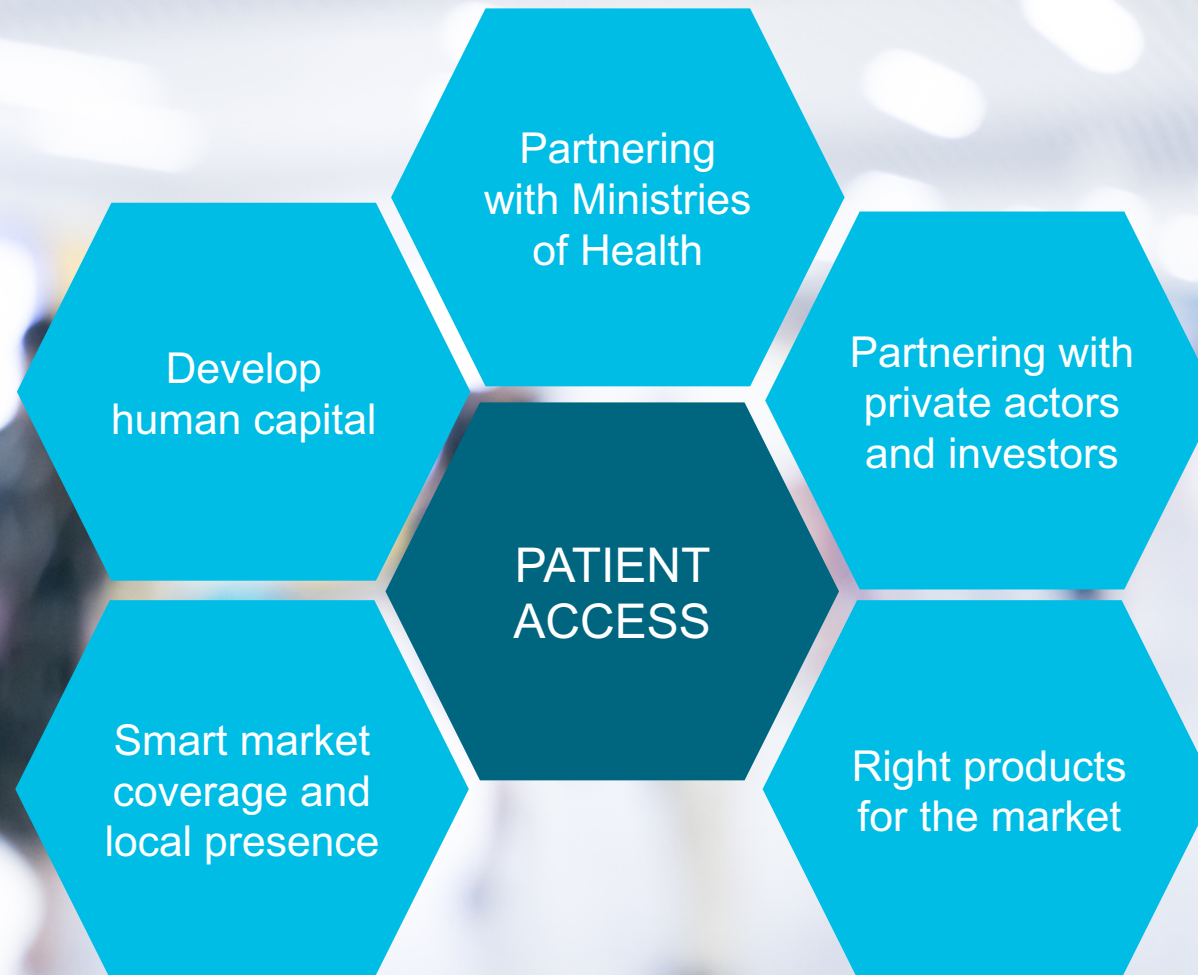 Partnering
with Ministries
of Health
Develop
human capital
Partnering with
private actors
and investors
PATIENT
ACCESS
Smart market
coverage and
local presence
Right products
for the market